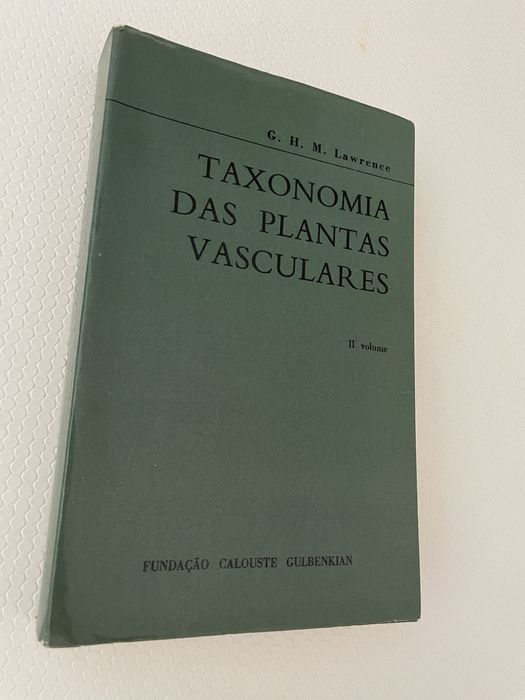 G. H. M. Lawrence
TAXONOMIA
DAS PLANTAS
VASCULARES
II volume
FUNDAÇÃO CALOUSTE GULBENKIAN